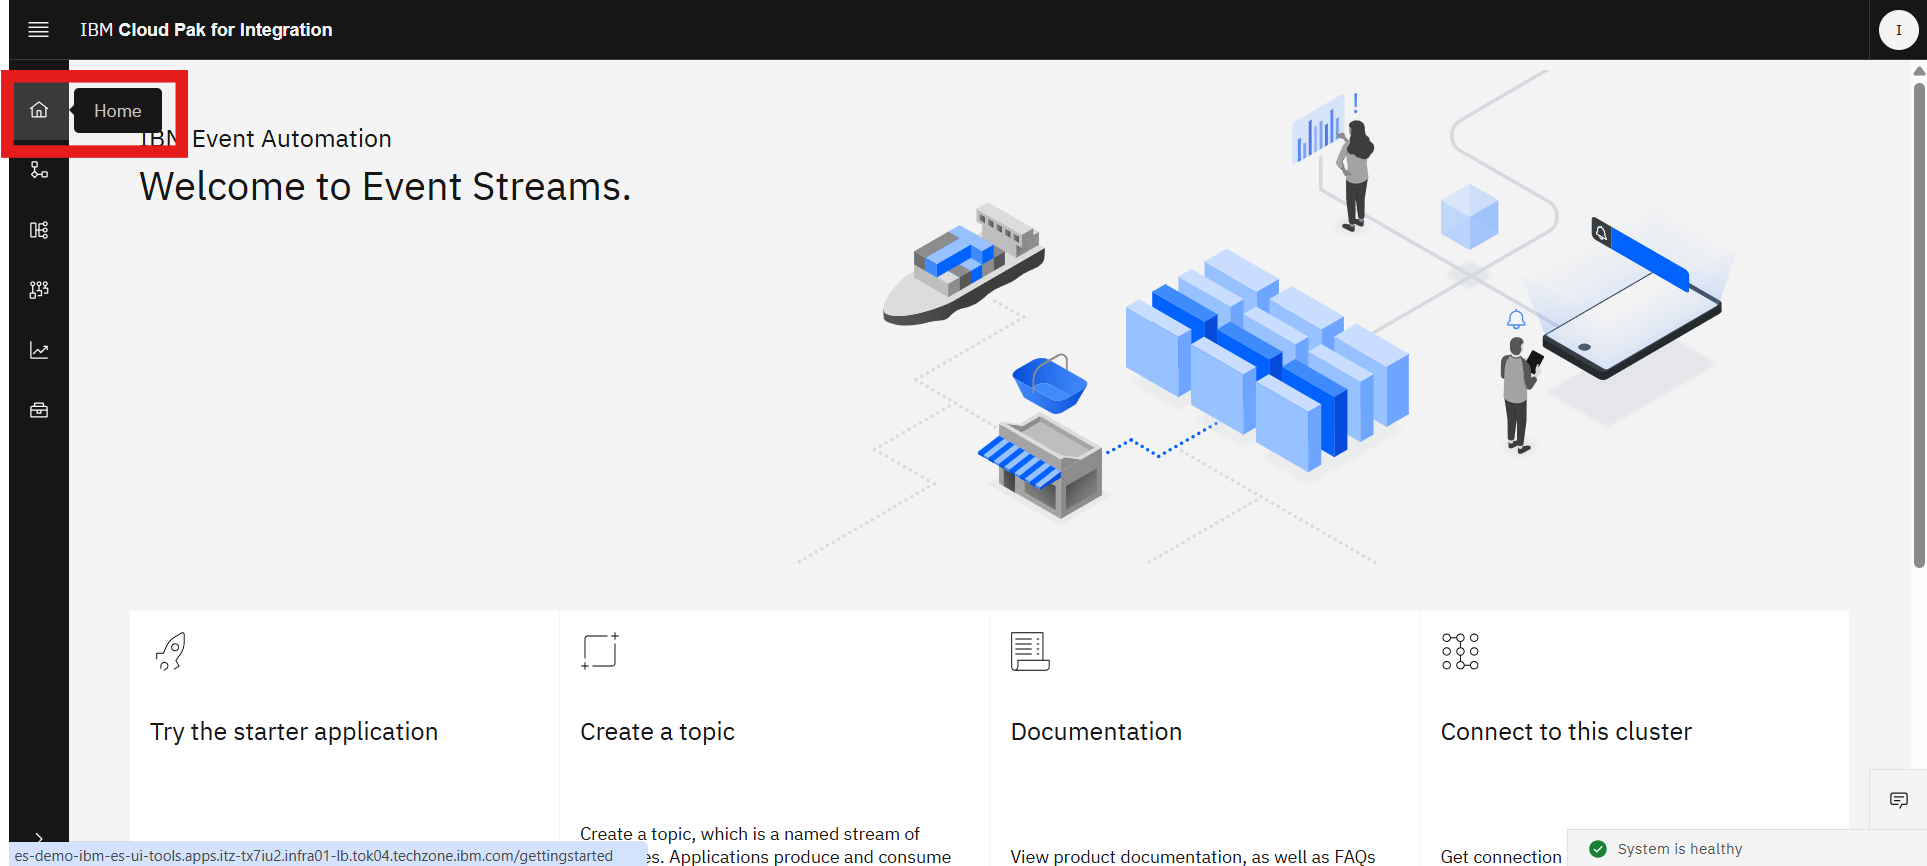 IBM Cloud Pak for Integration
I
Home
IBM Event Automation
Welcome to Event Streams.
!
Try the starter application
Create a topic
Documentation
Connect to this cluster
Create a topic, which is a named stream of
es. Applications produce and consume
View product documentation, as well as FAQs
Get connection
System is healthy
es-demo-ibm-es-ui-tools.apps.itz-tx7iu2.infra01-lb.tok04.techzone.ibm.com/gettingstarted